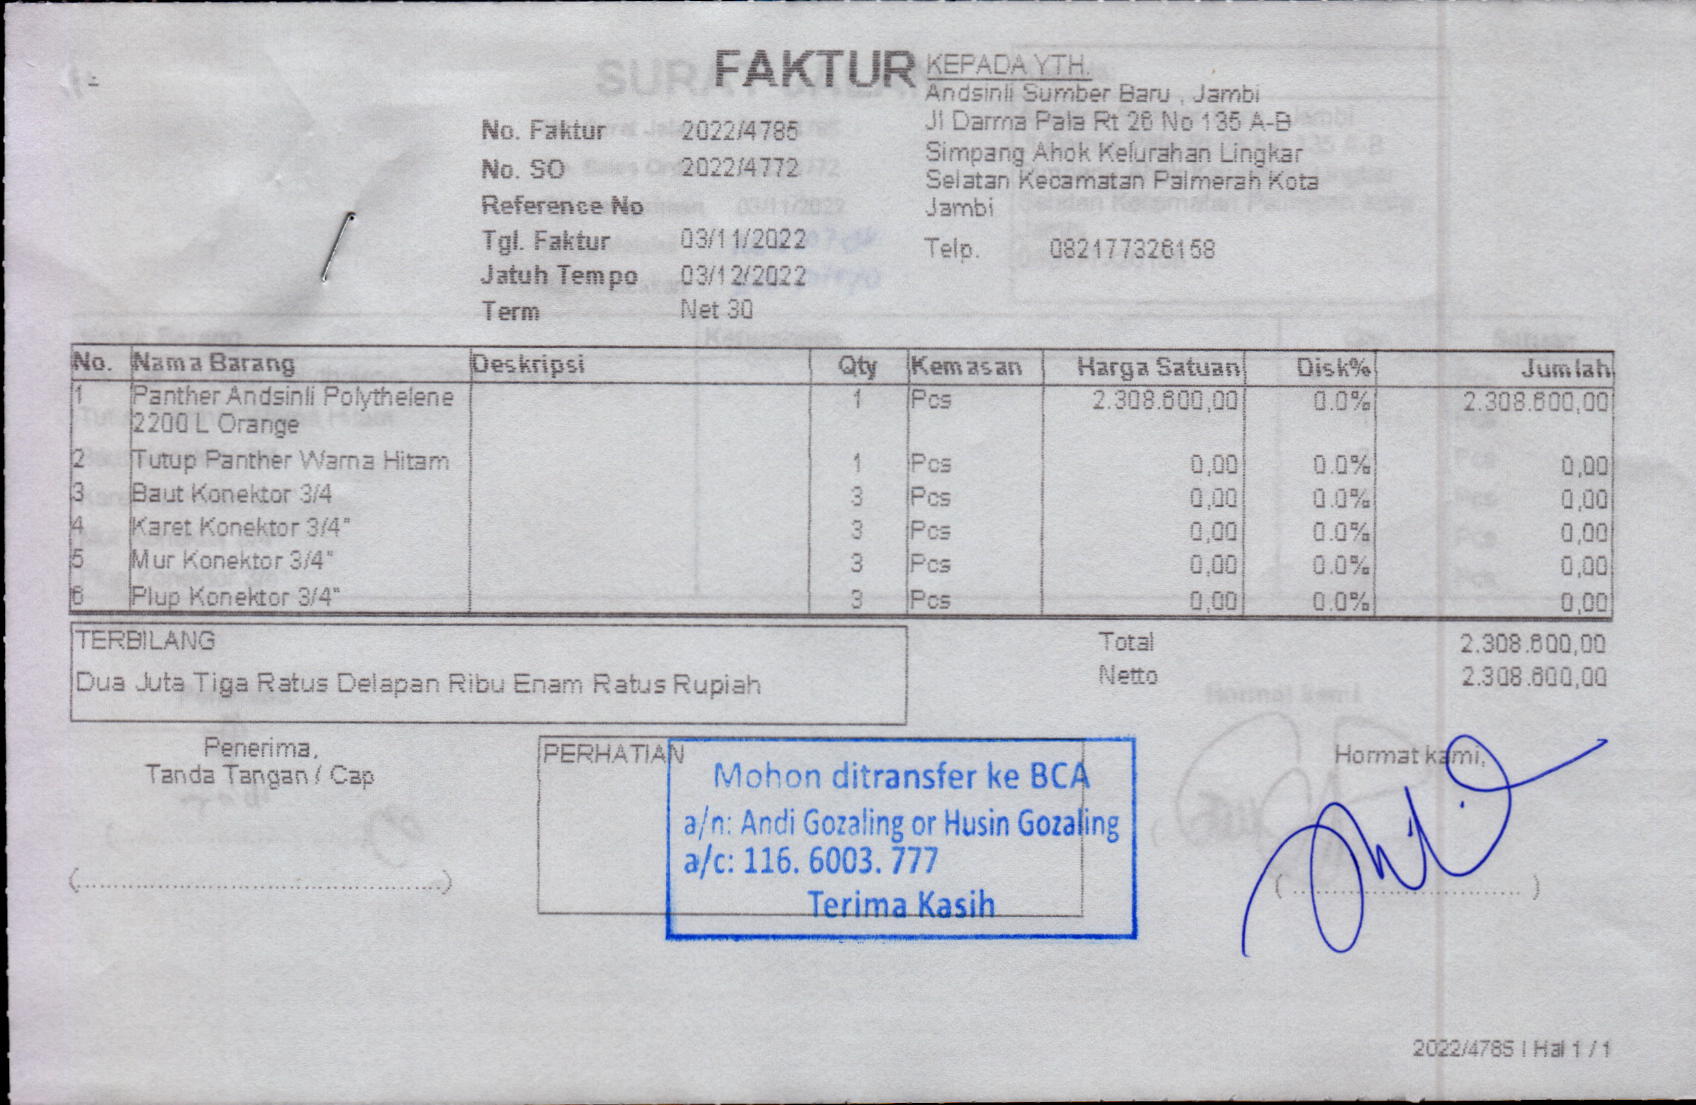 FAKTUR
KEPADA YTH.
Andsinli Sumber Baru , Jambi
Jl Darma Pala Rt 26 No 135 A-B
Simpang Ahok Kelurahan Lingkar
Selatan Kecamatan Palmerah Kota
Jambi
Telp. 082177326158
No. Faktur 2022/4785
No. SO 2022/4772
Reference No
Tgl. Faktur 03/11/2022
Jatuh Tempo 03/12/2022
Term Net 30
No. Nama Barang Deskripsi Qty Kemasan Harga Satuan Disk% Jumlah
1 Panther Andsinli Polythelene 1 Pcs 2.308.600,00 0.0% 2.308.600,00
2200 L Orange
2 Tutup Panther Warna Hitam 1 Pcs 0,00 0.0% 0,00
3 Baut Konektor 3/4 3 Pcs 0,00 0.0% 0,00
4 Karet Konektor 3/4" 3 Pcs 0,00 0.0% 0,00
5 Mur Konektor 3/4" 3 Pcs 0,00 0.0% 0,00
6 Plup Konektor 3/4" 3 Pcs 0,00 0.0% 0,00
TERBILANG
Dua Juta Tiga Ratus Delapan Ribu Enam Ratus Rupiah
Total 2.308.600,00
Netto 2.308.600,00
Penerima,
Tanda Tangan / Cap
(.................................................)
PERHATIAN
Mohon ditransfer ke BCA
a/n: Andi Gozaling or Husin Gozaling
a/c: 116. 6003. 777
Terima Kasih
Hormat kami,
(................................)
2022/4785 | Hal 1 / 1